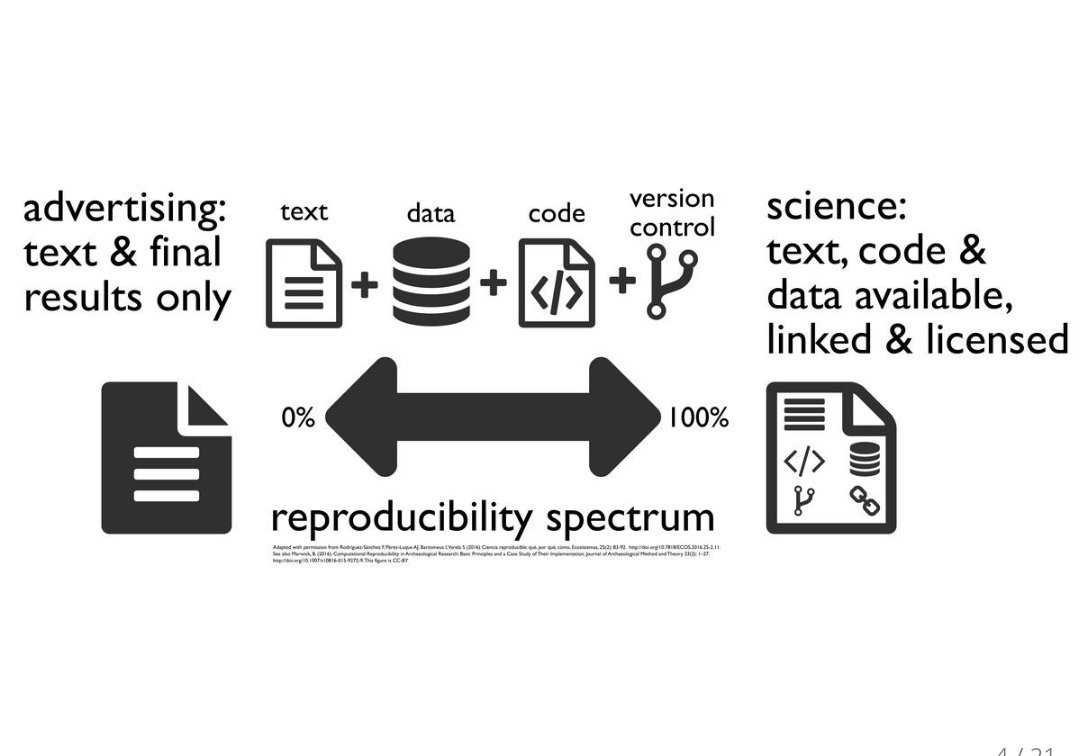 advertising:
text & final
results only
text
data
code
version
control
science:
text, code &
data available,
linked & licensed
0%
100%
reproducibility spectrum
Adapted with permission from Rodriguez-Sanchez F, Pérez-Luque AJ, Bartomeus I, Varela S (2016) Ciencia reproducible: qué, por qué, cómo. Ecosistemas, 25(2): 83-92. http://doi.org/10.7818/ECOS.2016.25-2.11.
See also Marwick, B. (2016). Computational Reproducibility in Archaeological Research: Basic Principles and a Case Study of Their Implementation. Journal of Archaeological Method and Theory 23(2): 1-27.
http://doi.org/10.1007/s10816-015-9272-9. This figure is CC-BY
4 / 21